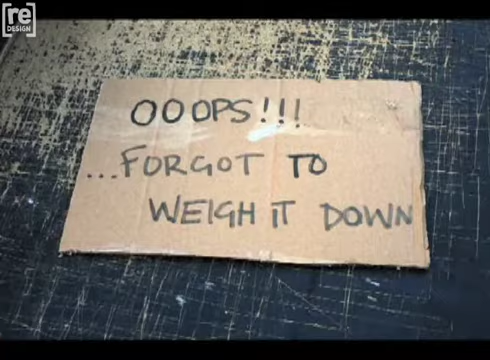 [re
DESIGN]
OOOPS!!!
...FORGOT TO
WEIGH IT DOWN